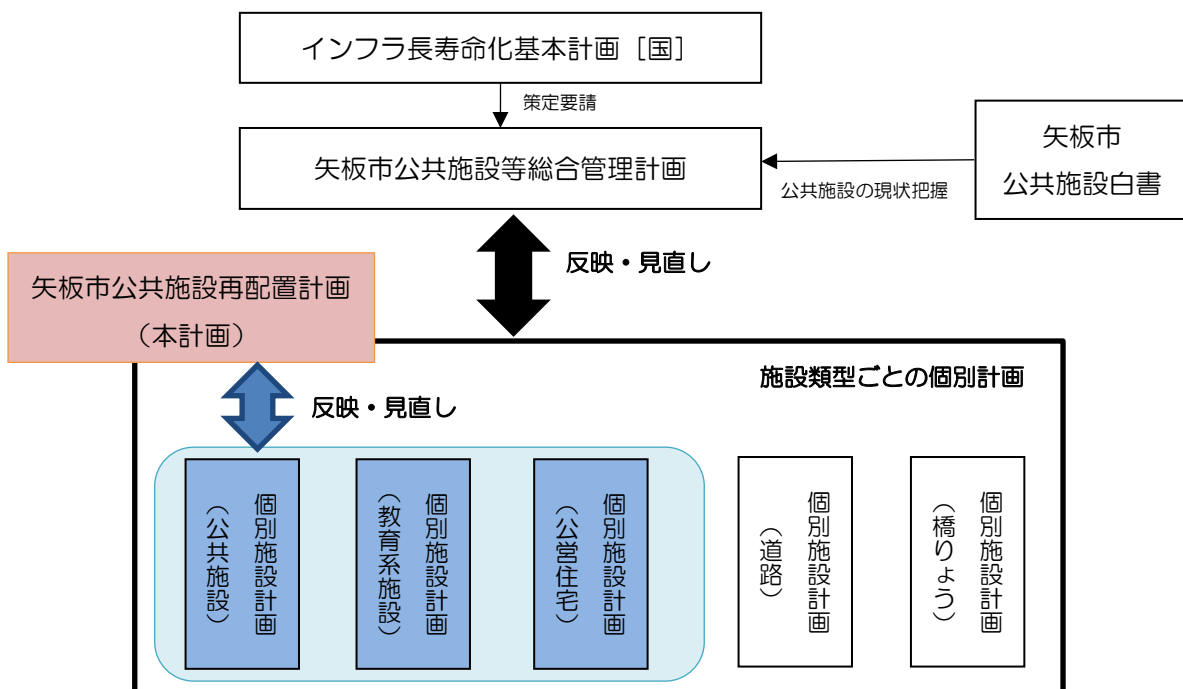 インフラ長寿命化基本計画［国］
策定要請
矢板市公共施設等総合管理計画
矢板市
公共施設白書
公共施設の現状把握
反映・見直し
矢板市公共施設再配置計画
（本計画）
施設類型ごとの個別計画
反映・見直し
個別施設計画
（公共施設）
個別施設計画
（教育系施設）
個別施設計画
（公営住宅）
個別施設計画
（道路）
個別施設計画
（橋りょう）